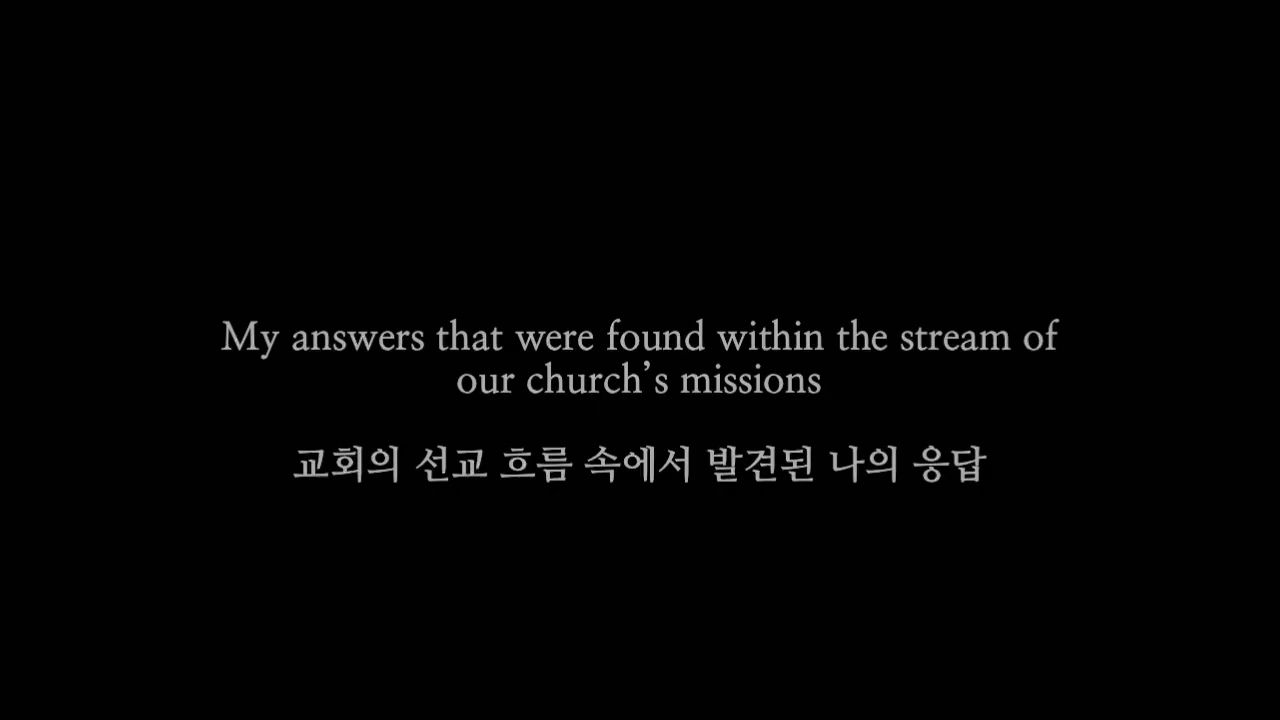 My answers that were found within the stream of
our church’s missions
교회의 선교 흐름 속에서 발견된 나의 응답